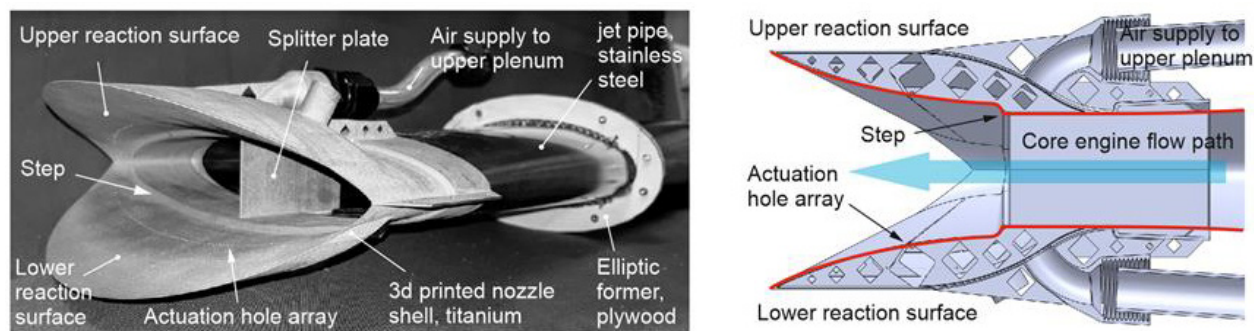 Upper reaction surface
Splitter plate
Air supply to
upper plenum
jet pipe,
stainless
steel
Step
Lower
reaction
surface
Actuation hole array
3d printed nozzle
shell, titanium
Elliptic
former,
plywood
Upper reaction surface
Air supply to
upper plenum
Step
Core engine flow path
Actuation
hole array
Lower reaction surface